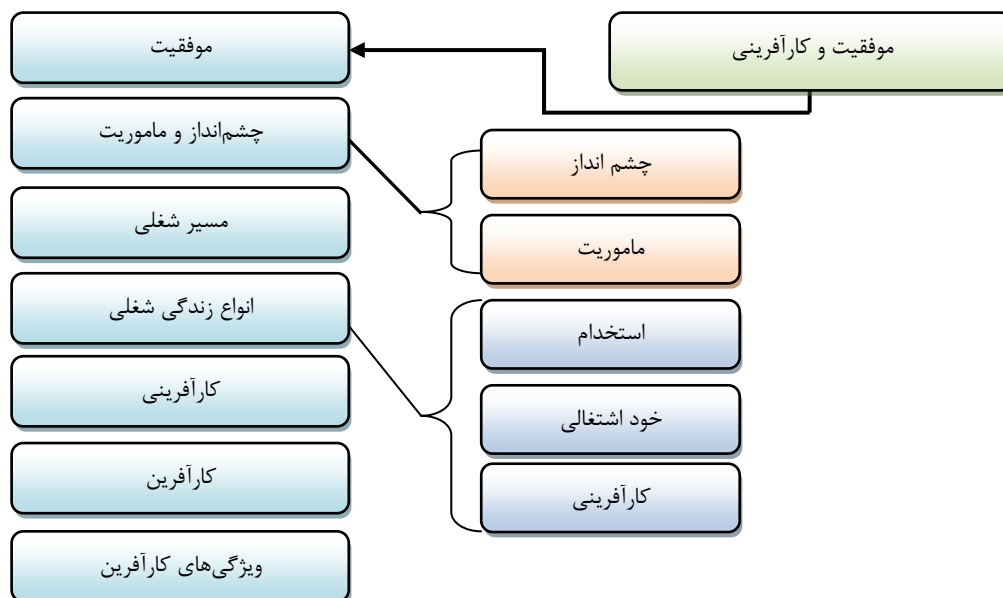 موفقیت و کارآفرینی
موفقیت
چشم‌انداز و ماموریت
چشم انداز
ماموریت
مسیر شغلی
انواع زندگی شغلی
استخدام
خود اشتغالی
کارآفرینی
کارآفرینی
کارآفرین
ویژگی‌های کارآفرین